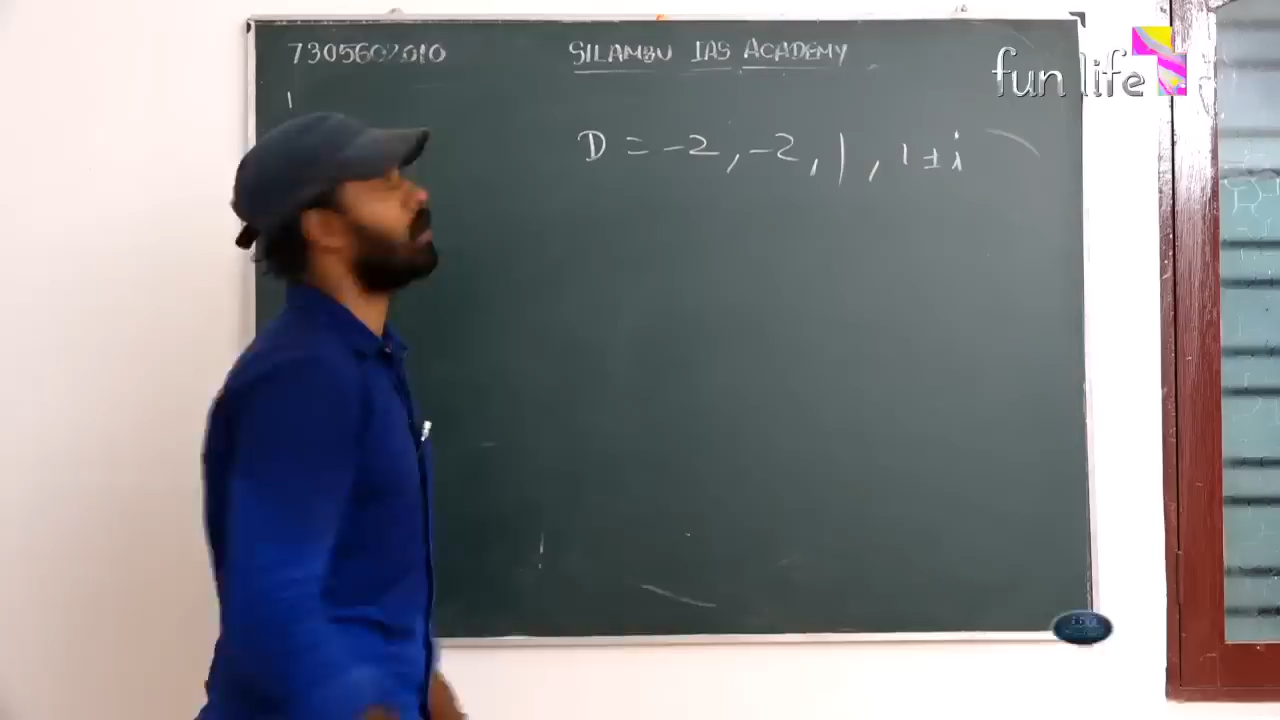 7305602010
SILAMBU IAS ACADEMY
fun life
D = -2, -2, 1, 1 ± i